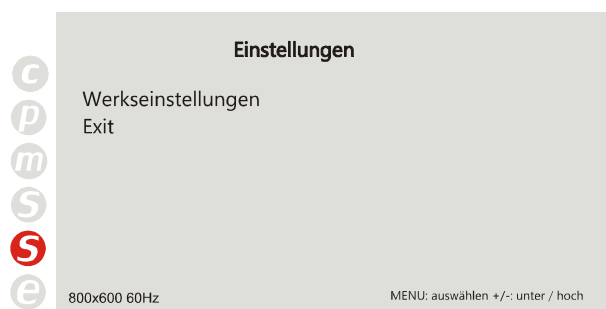 Einstellungen
Werkseinstellungen
Exit
c
p
m
S
S
e
800x600 60Hz
MENU: auswählen +/-: unter / hoch